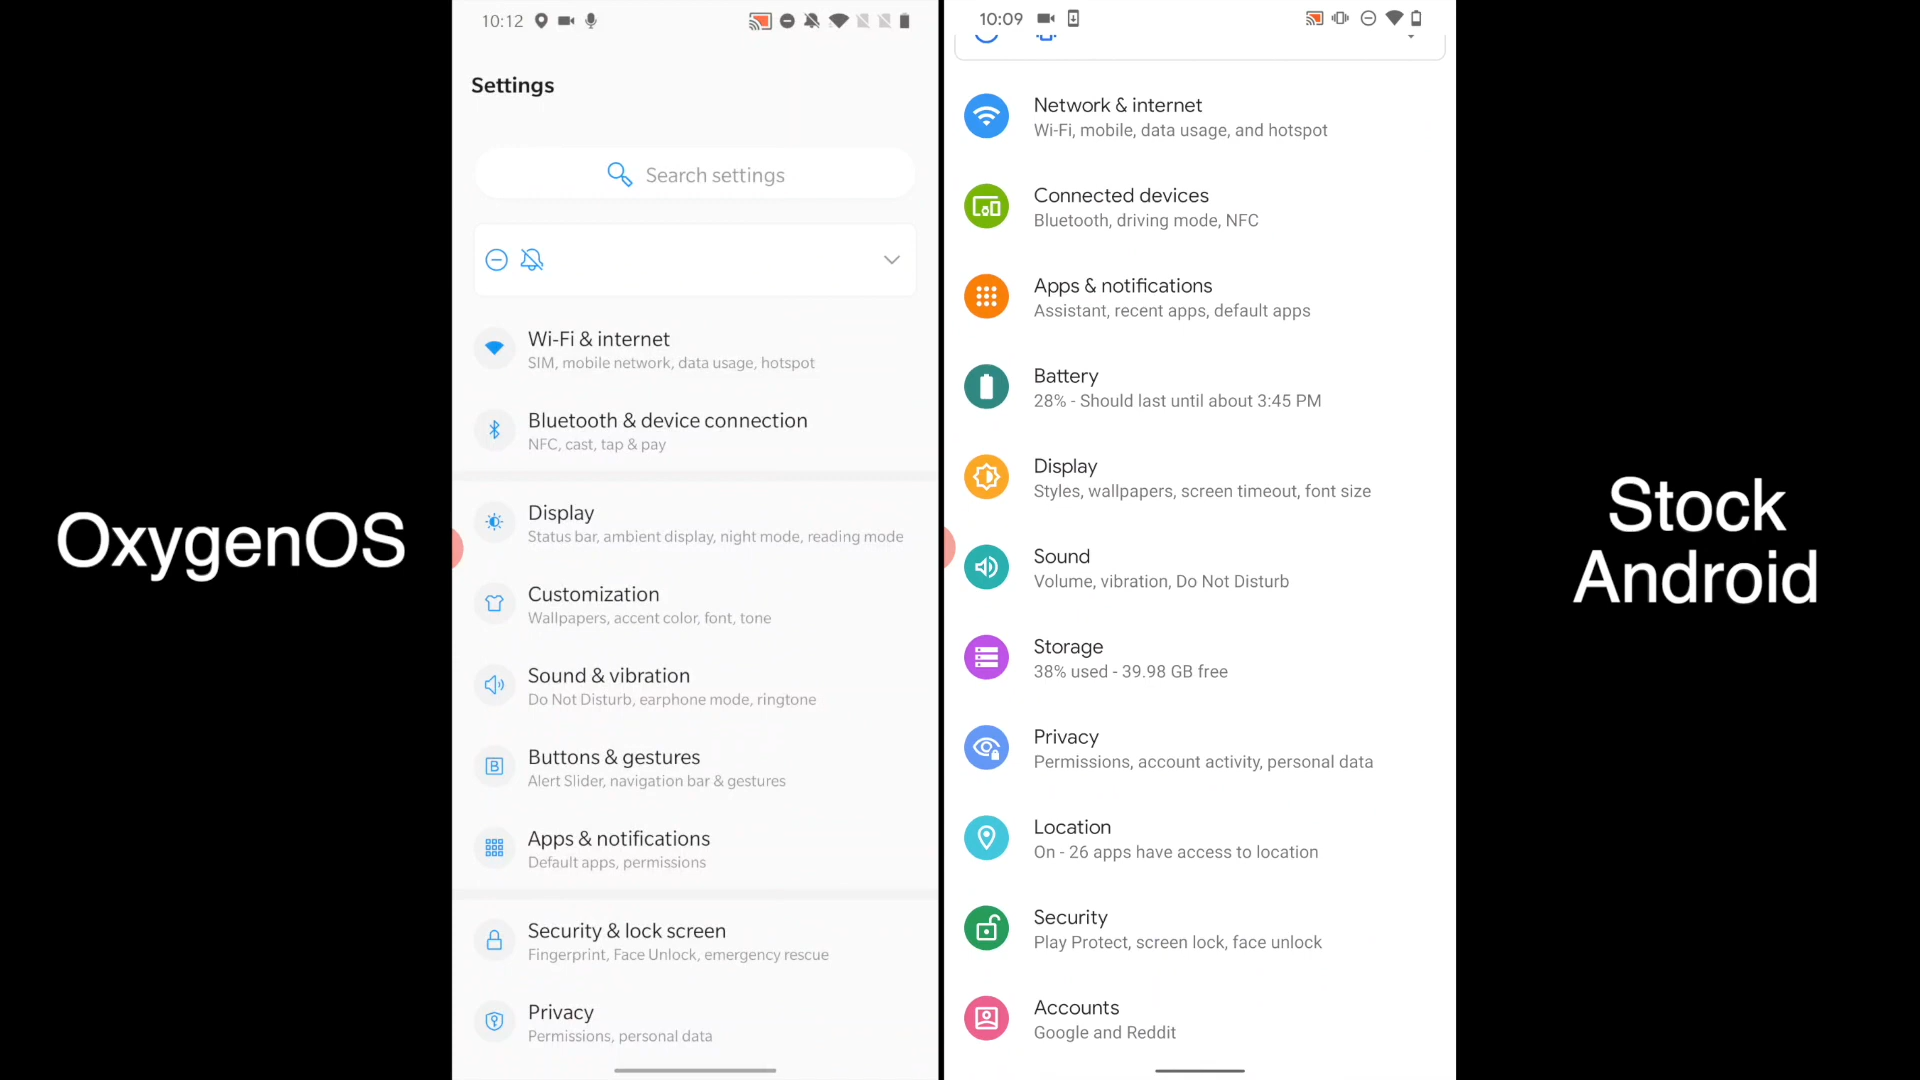 OxygenOS
10:12
Settings
Search settings
Wi-Fi & internet
SIM, mobile network, data usage, hotspot
Bluetooth & device connection
NFC, cast, tap & pay
Display
Status bar, ambient display, night mode, reading mode
Customization
Wallpapers, accent color, font, tone
Sound & vibration
Do Not Disturb, earphone mode, ringtone
Buttons & gestures
Alert Slider, navigation bar & gestures
Apps & notifications
Default apps, permissions
Security & lock screen
Fingerprint, Face Unlock, emergency rescue
Privacy
Permissions, personal data
10:09
Network & internet
Wi-Fi, mobile, data usage, and hotspot
Connected devices
Bluetooth, driving mode, NFC
Apps & notifications
Assistant, recent apps, default apps
Battery
28% - Should last until about 3:45 PM
Display
Styles, wallpapers, screen timeout, font size
Sound
Volume, vibration, Do Not Disturb
Storage
38% used - 39.98 GB free
Privacy
Permissions, account activity, personal data
Location
On - 26 apps have access to location
Security
Play Protect, screen lock, face unlock
Accounts
Google and Reddit
Stock
Android